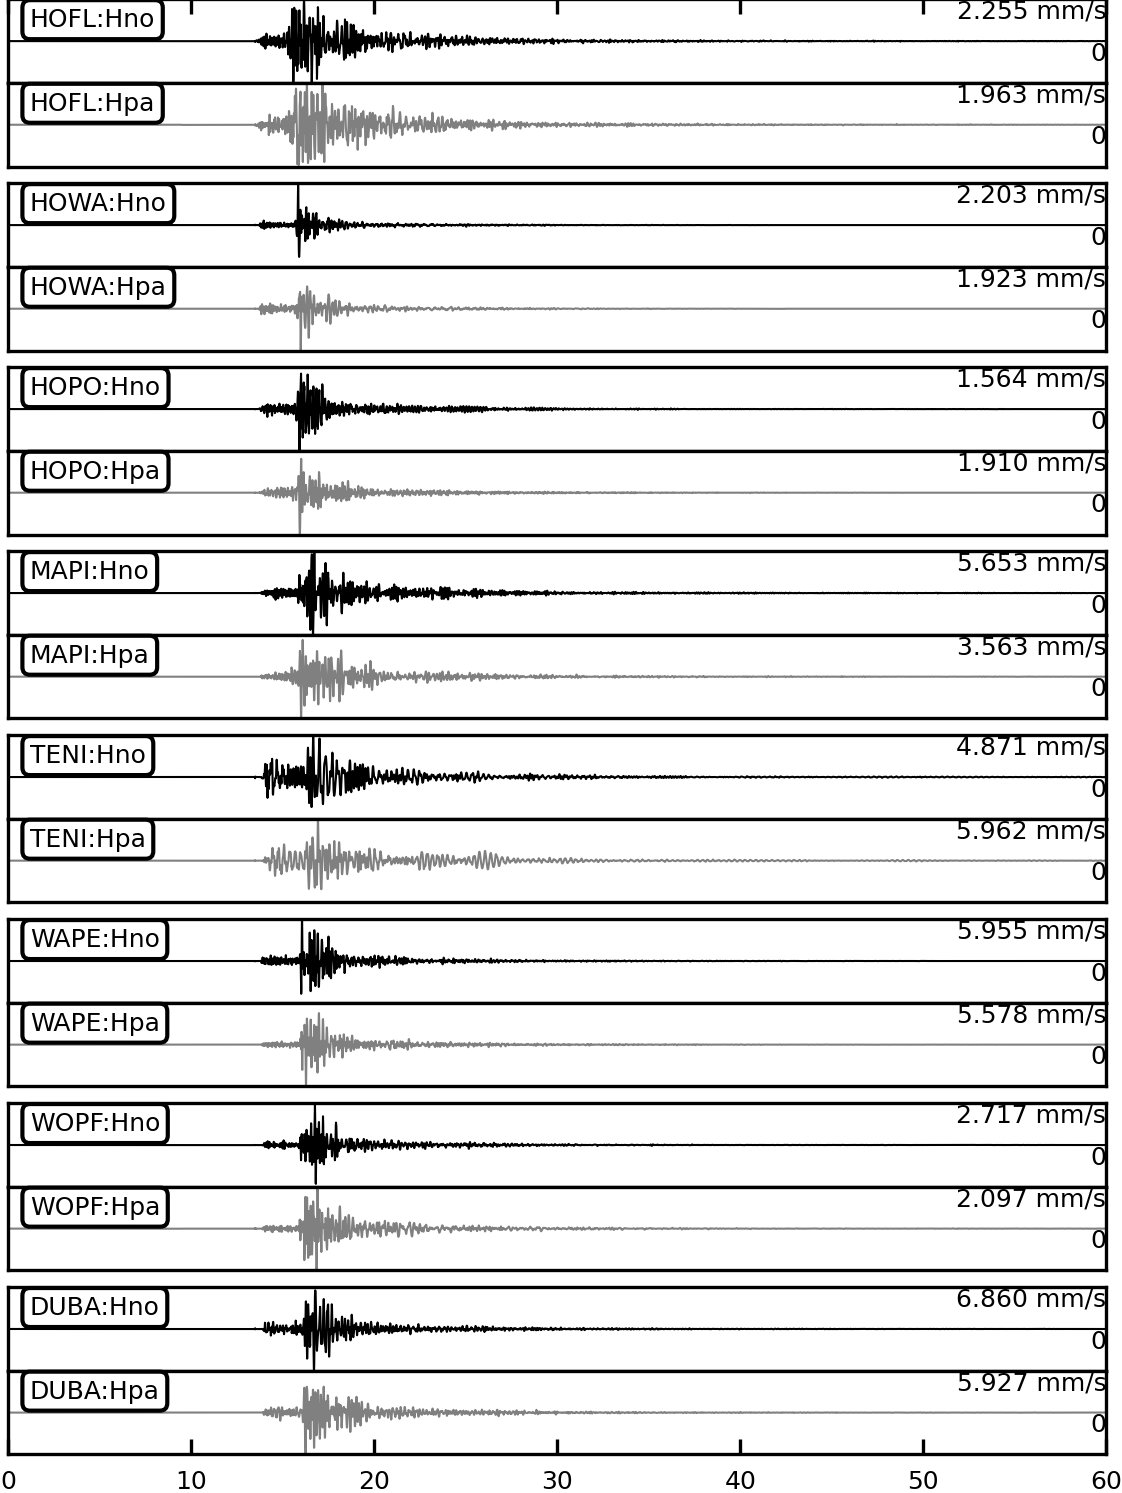 HOFL:Hno 2.255 mm/s
0
HOFL:Hpa 1.963 mm/s
0
HOWA:Hno 2.203 mm/s
0
HOWA:Hpa 1.923 mm/s
0
HOPO:Hno 1.564 mm/s
0
HOPO:Hpa 1.910 mm/s
0
MAPI:Hno 5.653 mm/s
0
MAPI:Hpa 3.563 mm/s
0
TENI:Hno 4.871 mm/s
0
TENI:Hpa 5.962 mm/s
0
WAPE:Hno 5.955 mm/s
0
WAPE:Hpa 5.578 mm/s
0
WOPF:Hno 2.717 mm/s
0
WOPF:Hpa 2.097 mm/s
0
DUBA:Hno 6.860 mm/s
0
DUBA:Hpa 5.927 mm/s
0
0 10 20 30 40 50 60